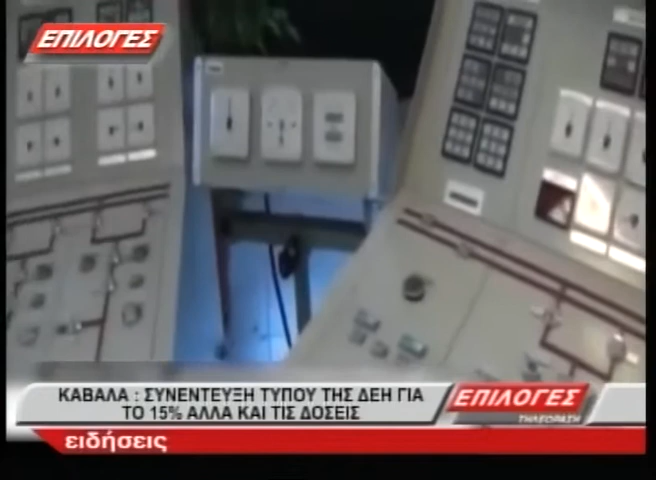 ΕΠΙΛΟΓΕΣ
ΚΑΒΑΛΑ : ΣΥΝΕΝΤΕΥΞΗ ΤΥΠΟΥ ΤΗΣ ΔΕΗ ΓΙΑ
ΤΟ 15% ΑΛΛΑ ΚΑΙ ΤΙΣ ΔΟΣΕΙΣ
ΕΠΙΛΟΓΕΣ
ΤΗΛΕΟΡΑΣΗ
ειδήσεις